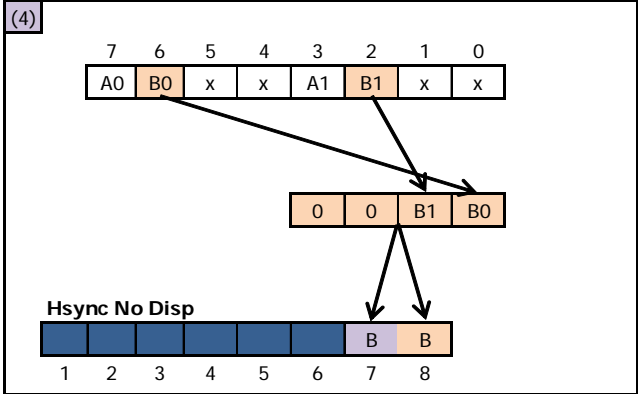 (4)
7 6 5 4 3 2 1 0
A0 B0 x x A1 B1 x x
0 0 B1 B0
Hsync No Disp
B B
1 2 3 4 5 6 7 8